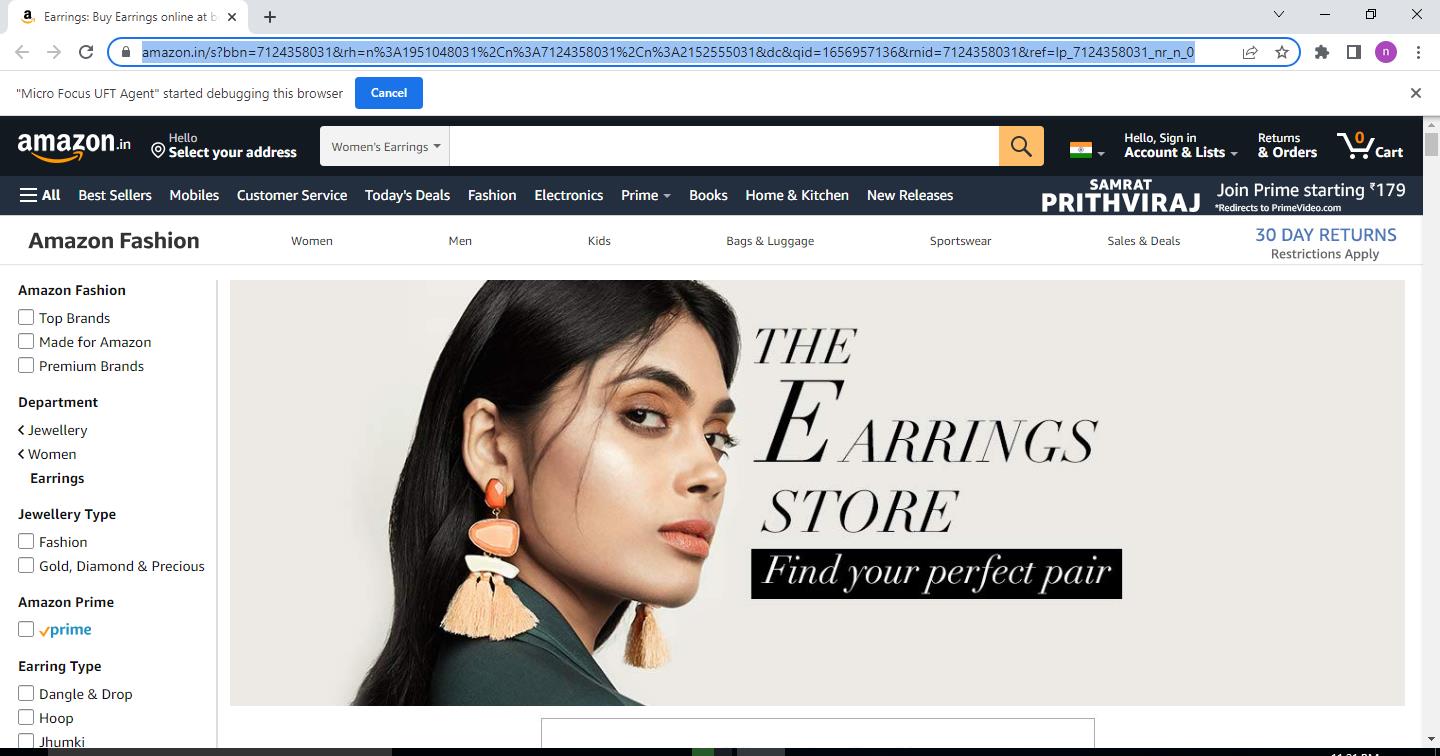 Earrings: Buy Earrings online at b
amazon.in/s?bbn=7124358031&rh=n%3A1951048031%2Cn%3A7124358031%2Cn%3A2152555031&dc&qid=1656957136&rnid=7124358031&ref=lp_7124358031_nr_n_0
n
"Micro Focus UFT Agent" started debugging this browser
Cancel
amazon.in
Hello
Select your address
Women's Earrings
Hello, Sign in
Account & Lists
Returns
& Orders
0
Cart
All Best Sellers Mobiles Customer Service Today's Deals Fashion Electronics Prime Books Home & Kitchen New Releases
SAMRAT
PRITHVIRAJ
Join Prime starting ₹179
*Redirects to PrimeVideo.com
Amazon Fashion Women Men Kids Bags & Luggage Sportswear Sales & Deals
30 DAY RETURNS
Restrictions Apply
Amazon Fashion
Top Brands
Made for Amazon
Premium Brands
Department
Jewellery
Women
Earrings
Jewellery Type
Fashion
Gold, Diamond & Precious
Amazon Prime
prime
Earring Type
Dangle & Drop
Hoop
Jhumki
THE
EARRINGS
STORE
Find your perfect pair